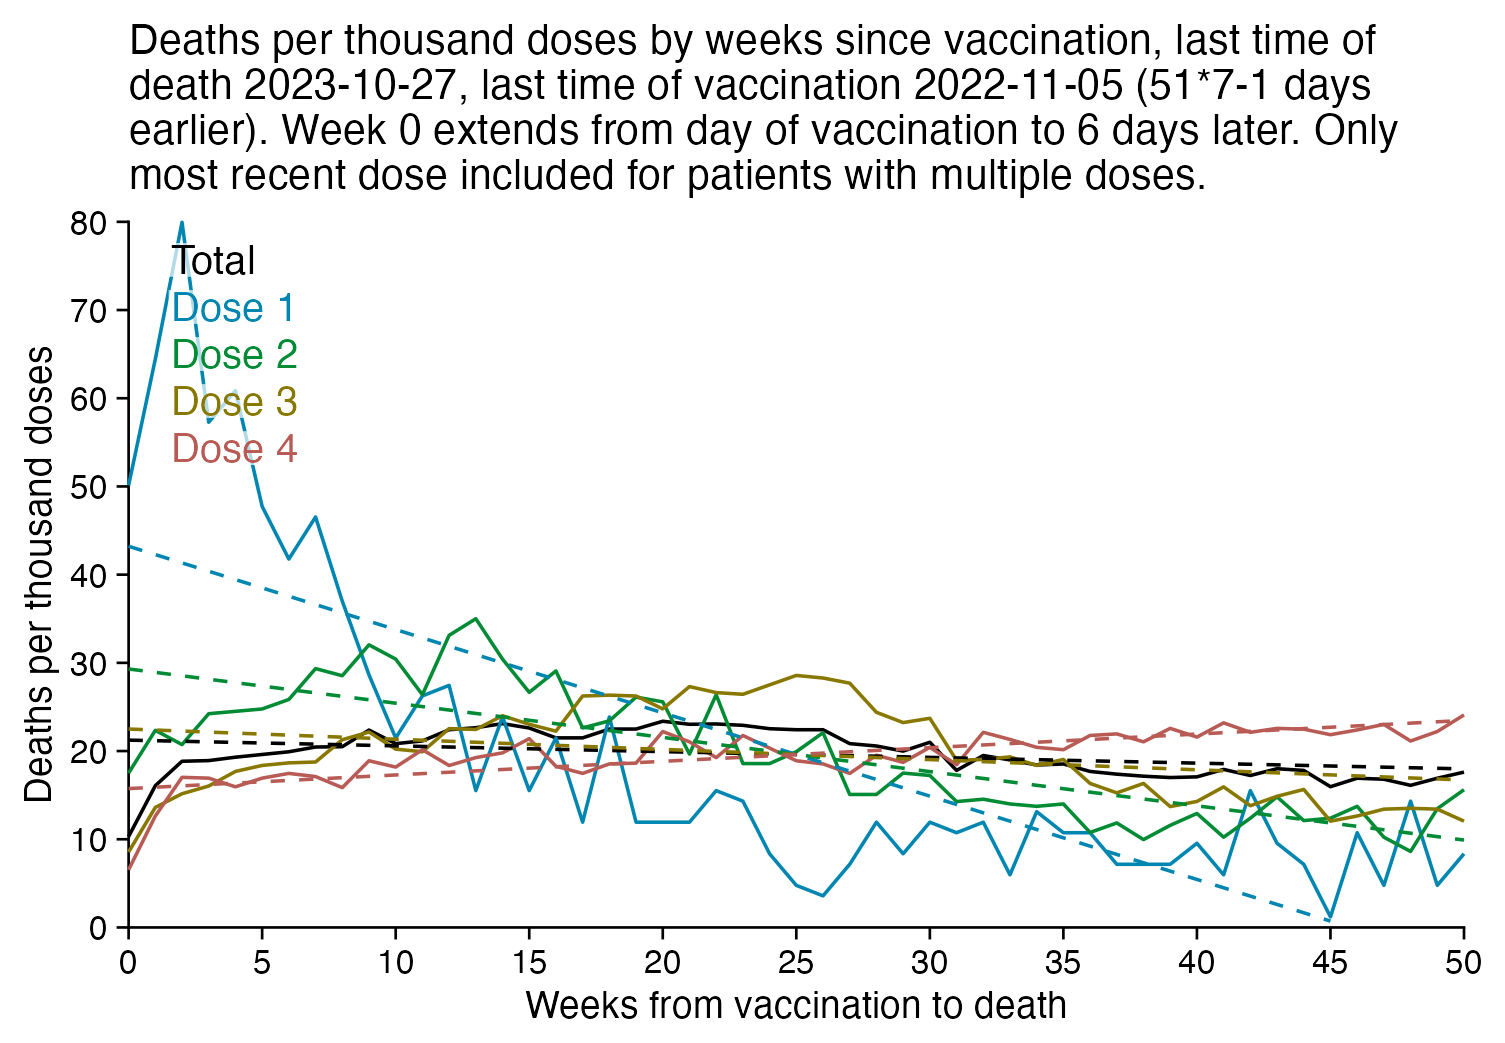 Deaths per thousand doses by weeks since vaccination, last time of
death 2023-10-27, last time of vaccination 2022-11-05 (51*7-1 days
earlier). Week 0 extends from day of vaccination to 6 days later. Only
most recent dose included for patients with multiple doses.
80
70
60
50
40
30
20
10
0
Deaths per thousand doses
Total
Dose 1
Dose 2
Dose 3
Dose 4
0 5 10 15 20 25 30 35 40 45 50
Weeks from vaccination to death